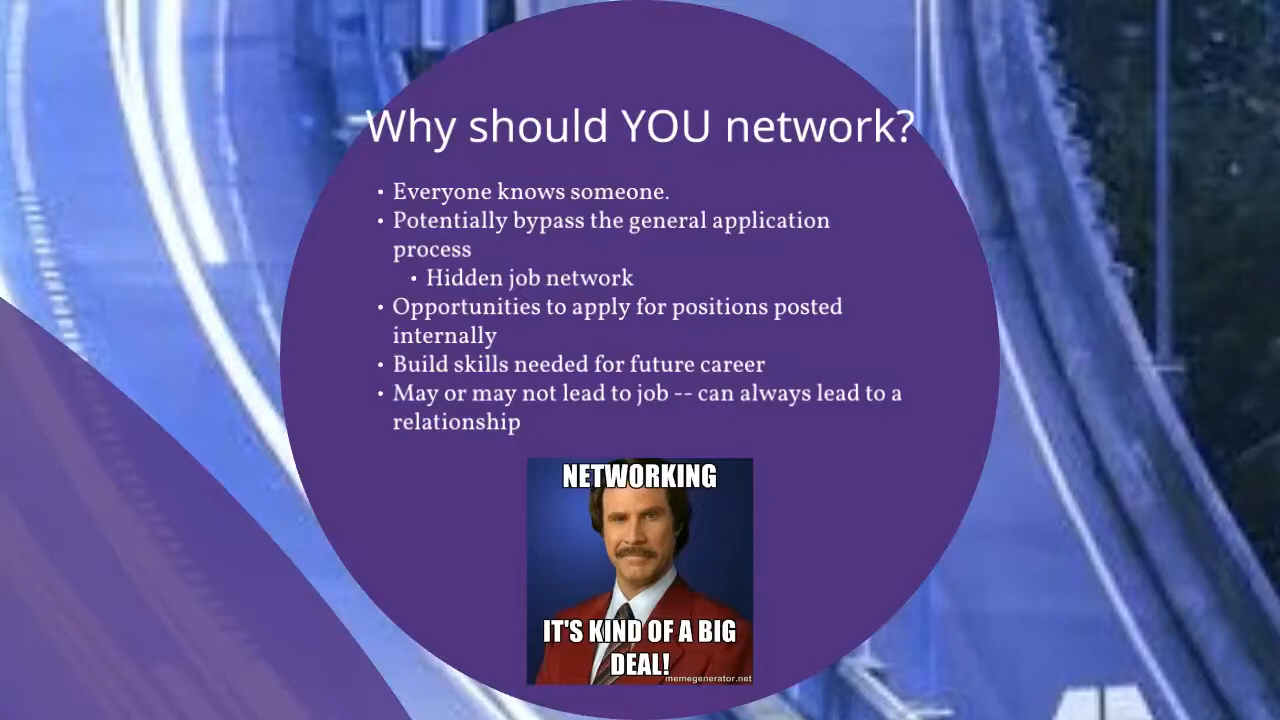 Why should YOU network?
• Everyone knows someone.
• Potentially bypass the general application
process
• Hidden job network
• Opportunities to apply for positions posted
internally
• Build skills needed for future career
• May or may not lead to job -- can always lead to a
relationship
NETWORKING
IT'S KIND OF A BIG
DEAL!
memegenerator.net